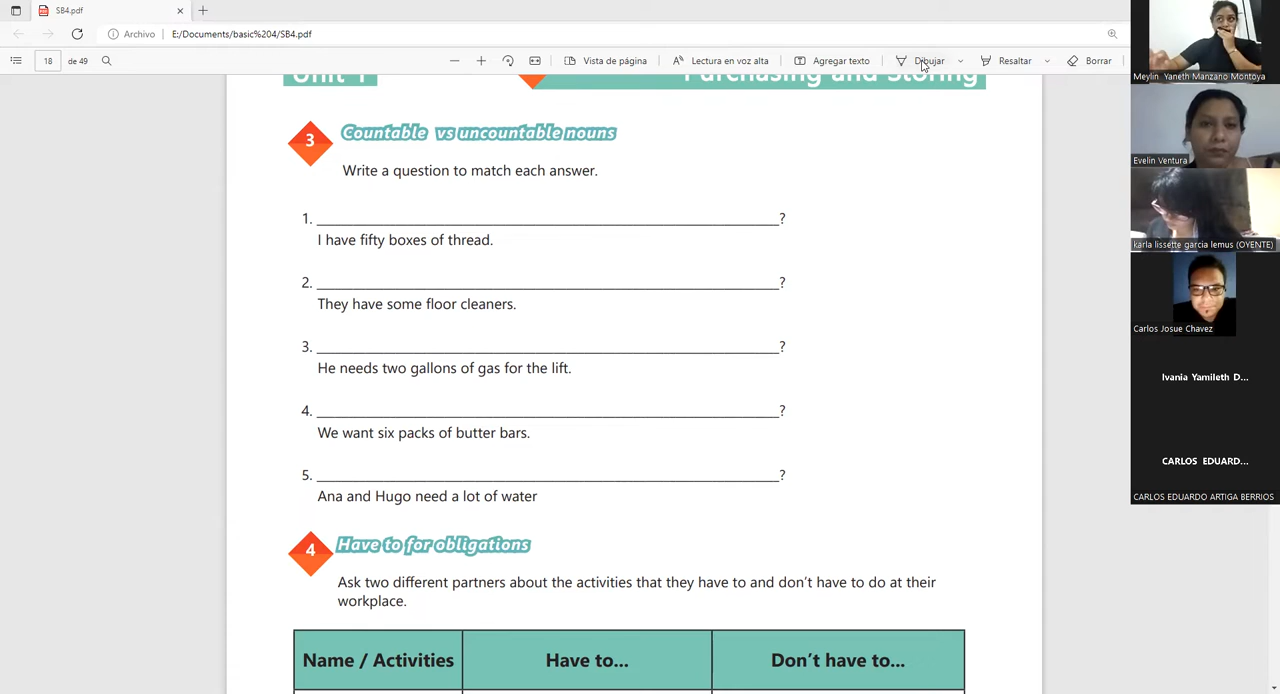 SB4.pdf
Archivo E:/Documents/basic%204/SB4.pdf
18 de 49 Vista de página Lectura en voz alta Agregar texto Dibujar Resaltar Borrar
Unit 1 Purchasing and Storing
3 Countable vs uncountable nouns
Write a question to match each answer.
1. ?
I have fifty boxes of thread.
2. ?
They have some floor cleaners.
3. ?
He needs two gallons of gas for the lift.
4. ?
We want six packs of butter bars.
5. ?
Ana and Hugo need a lot of water
4 Have to for obligations
Ask two different partners about the activities that they have to and don't have to do at their
workplace.
Name / Activities Have to... Don't have to...
Meylin Yaneth Manzano Montoya
Evelin Ventura
karla lissette garcia lemus (OYENTE)
Carlos Josue Chavez
Ivania Yamileth D...
CARLOS EDUARD...
CARLOS EDUARDO ARTIGA BERRIOS